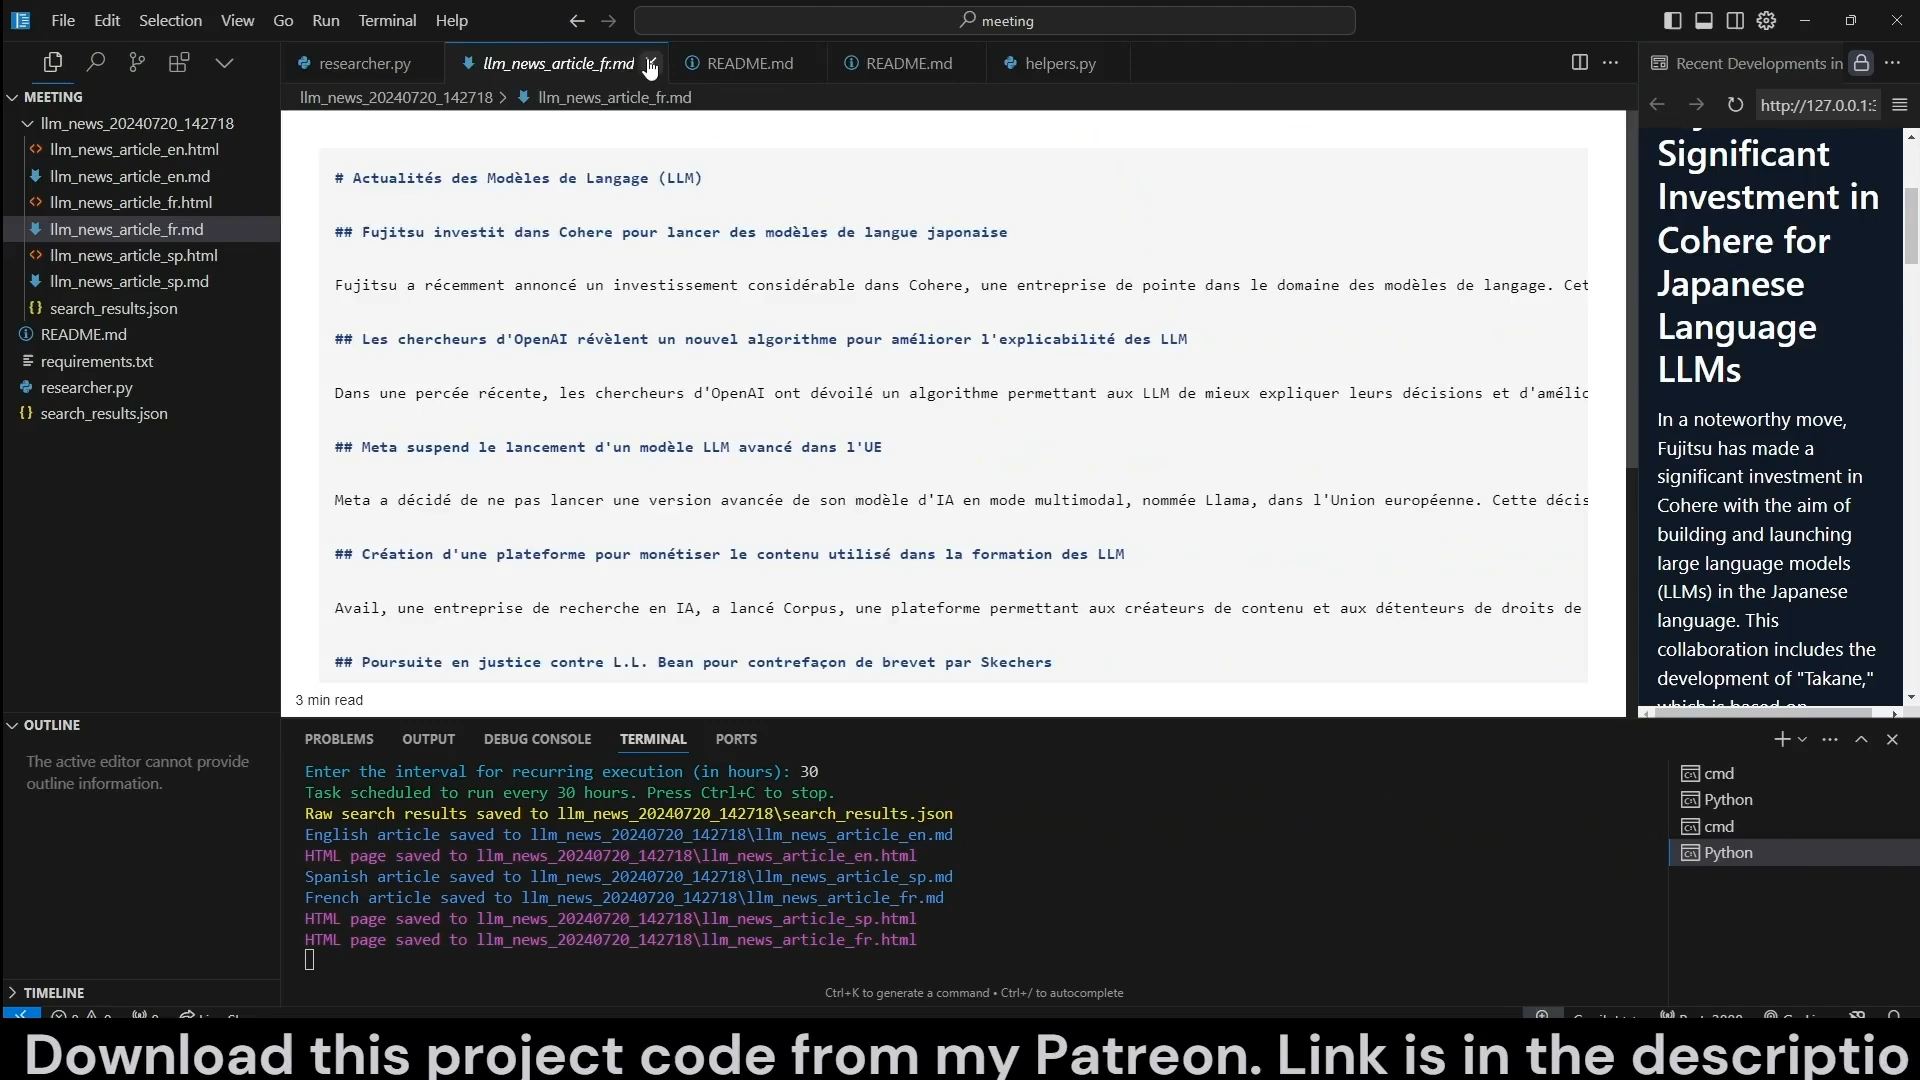 File Edit Selection View Go Run Terminal Help
meeting
researcher.py
llm_news_article_fr.md
README.md
README.md
helpers.py
Recent Developments in
MEETING
llm_news_20240720_142718
llm_news_article_en.html
llm_news_article_en.md
llm_news_article_fr.html
llm_news_article_fr.md
llm_news_article_sp.html
llm_news_article_sp.md
search_results.json
README.md
requirements.txt
researcher.py
search_results.json
OUTLINE
The active editor cannot provide
outline information.
TIMELINE
llm_news_20240720_142718 > llm_news_article_fr.md
# Actualités des Modèles de Langage (LLM)
## Fujitsu investit dans Cohere pour lancer des modèles de langue japonaise
Fujitsu a récemment annoncé un investissement considérable dans Cohere, une entreprise de pointe dans le domaine des modèles de langage. Cet
## Les chercheurs d'OpenAI révèlent un nouvel algorithme pour améliorer l'explicabilité des LLM
Dans une percée récente, les chercheurs d'OpenAI ont dévoilé un algorithme permettant aux LLM de mieux expliquer leurs décisions et d'amélic
## Meta suspend le lancement d'un modèle LLM avancé dans l'UE
Meta a décidé de ne pas lancer une version avancée de son modèle d'IA en mode multimodal, nommée Llama, dans l'Union européenne. Cette décis
## Création d'une plateforme pour monétiser le contenu utilisé dans la formation des LLM
Avail, une entreprise de recherche en IA, a lancé Corpus, une plateforme permettant aux créateurs de contenu et aux détenteurs de droits de
## Poursuite en justice contre L.L. Bean pour contrefaçon de brevet par Skechers
3 min read
http://127.0.0.1:
Significant
Investment in
Cohere for
Japanese
Language
LLMs
In a noteworthy move,
Fujitsu has made a
significant investment in
Cohere with the aim of
building and launching
large language models
(LLMs) in the Japanese
language. This
collaboration includes the
development of "Takane,"
which is based on
PROBLEMS OUTPUT DEBUG CONSOLE TERMINAL PORTS
Enter the interval for recurring execution (in hours): 30
Task scheduled to run every 30 hours. Press Ctrl+C to stop.
Raw search results saved to llm_news_20240720_142718\search_results.json
English article saved to llm_news_20240720_142718\llm_news_article_en.md
HTML page saved to llm_news_20240720_142718\llm_news_article_en.html
Spanish article saved to llm_news_20240720_142718\llm_news_article_sp.md
French article saved to llm_news_20240720_142718\llm_news_article_fr.md
HTML page saved to llm_news_20240720_142718\llm_news_article_sp.html
HTML page saved to llm_news_20240720_142718\llm_news_article_fr.html
Ctrl+K to generate a command • Ctrl+/ to autocomplete
cmd
Python
cmd
Python
Download this project code from my Patreon. Link is in the descriptio